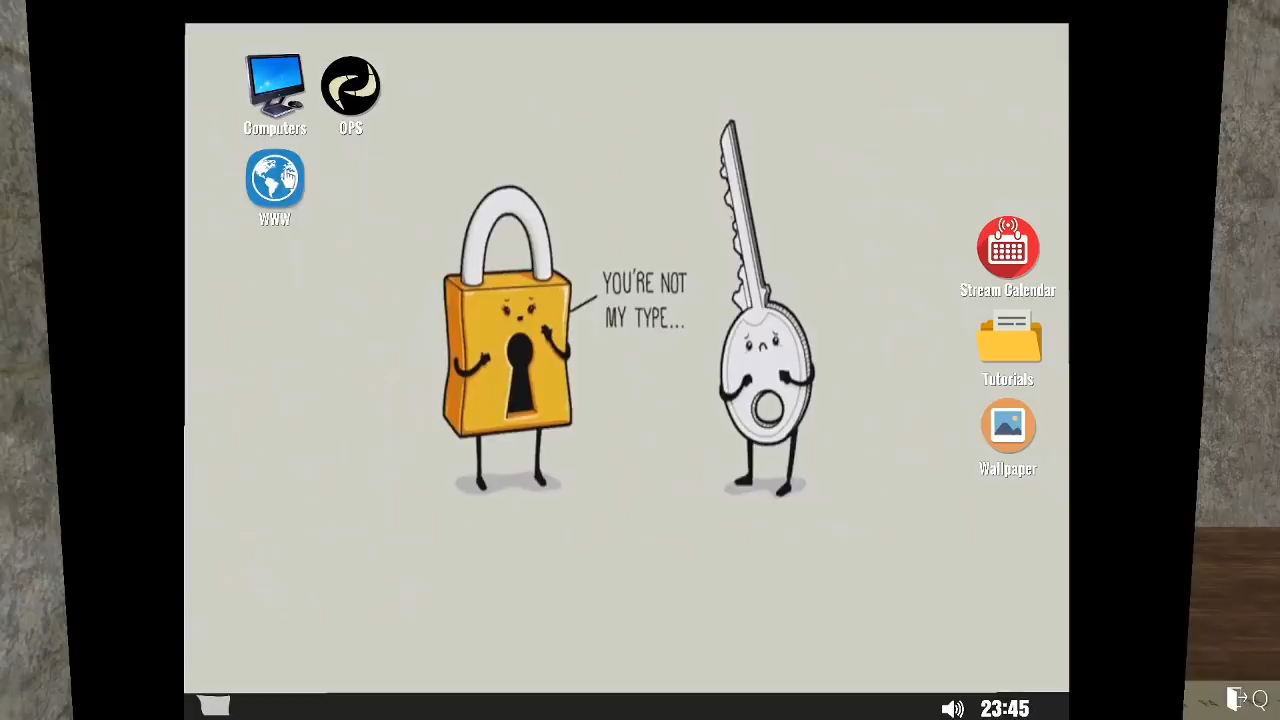 Computers
OPS
WWW
YOU'RE NOT
MY TYPE...
Stream Calendar
Tutorials
Wallpaper
23:45
Q